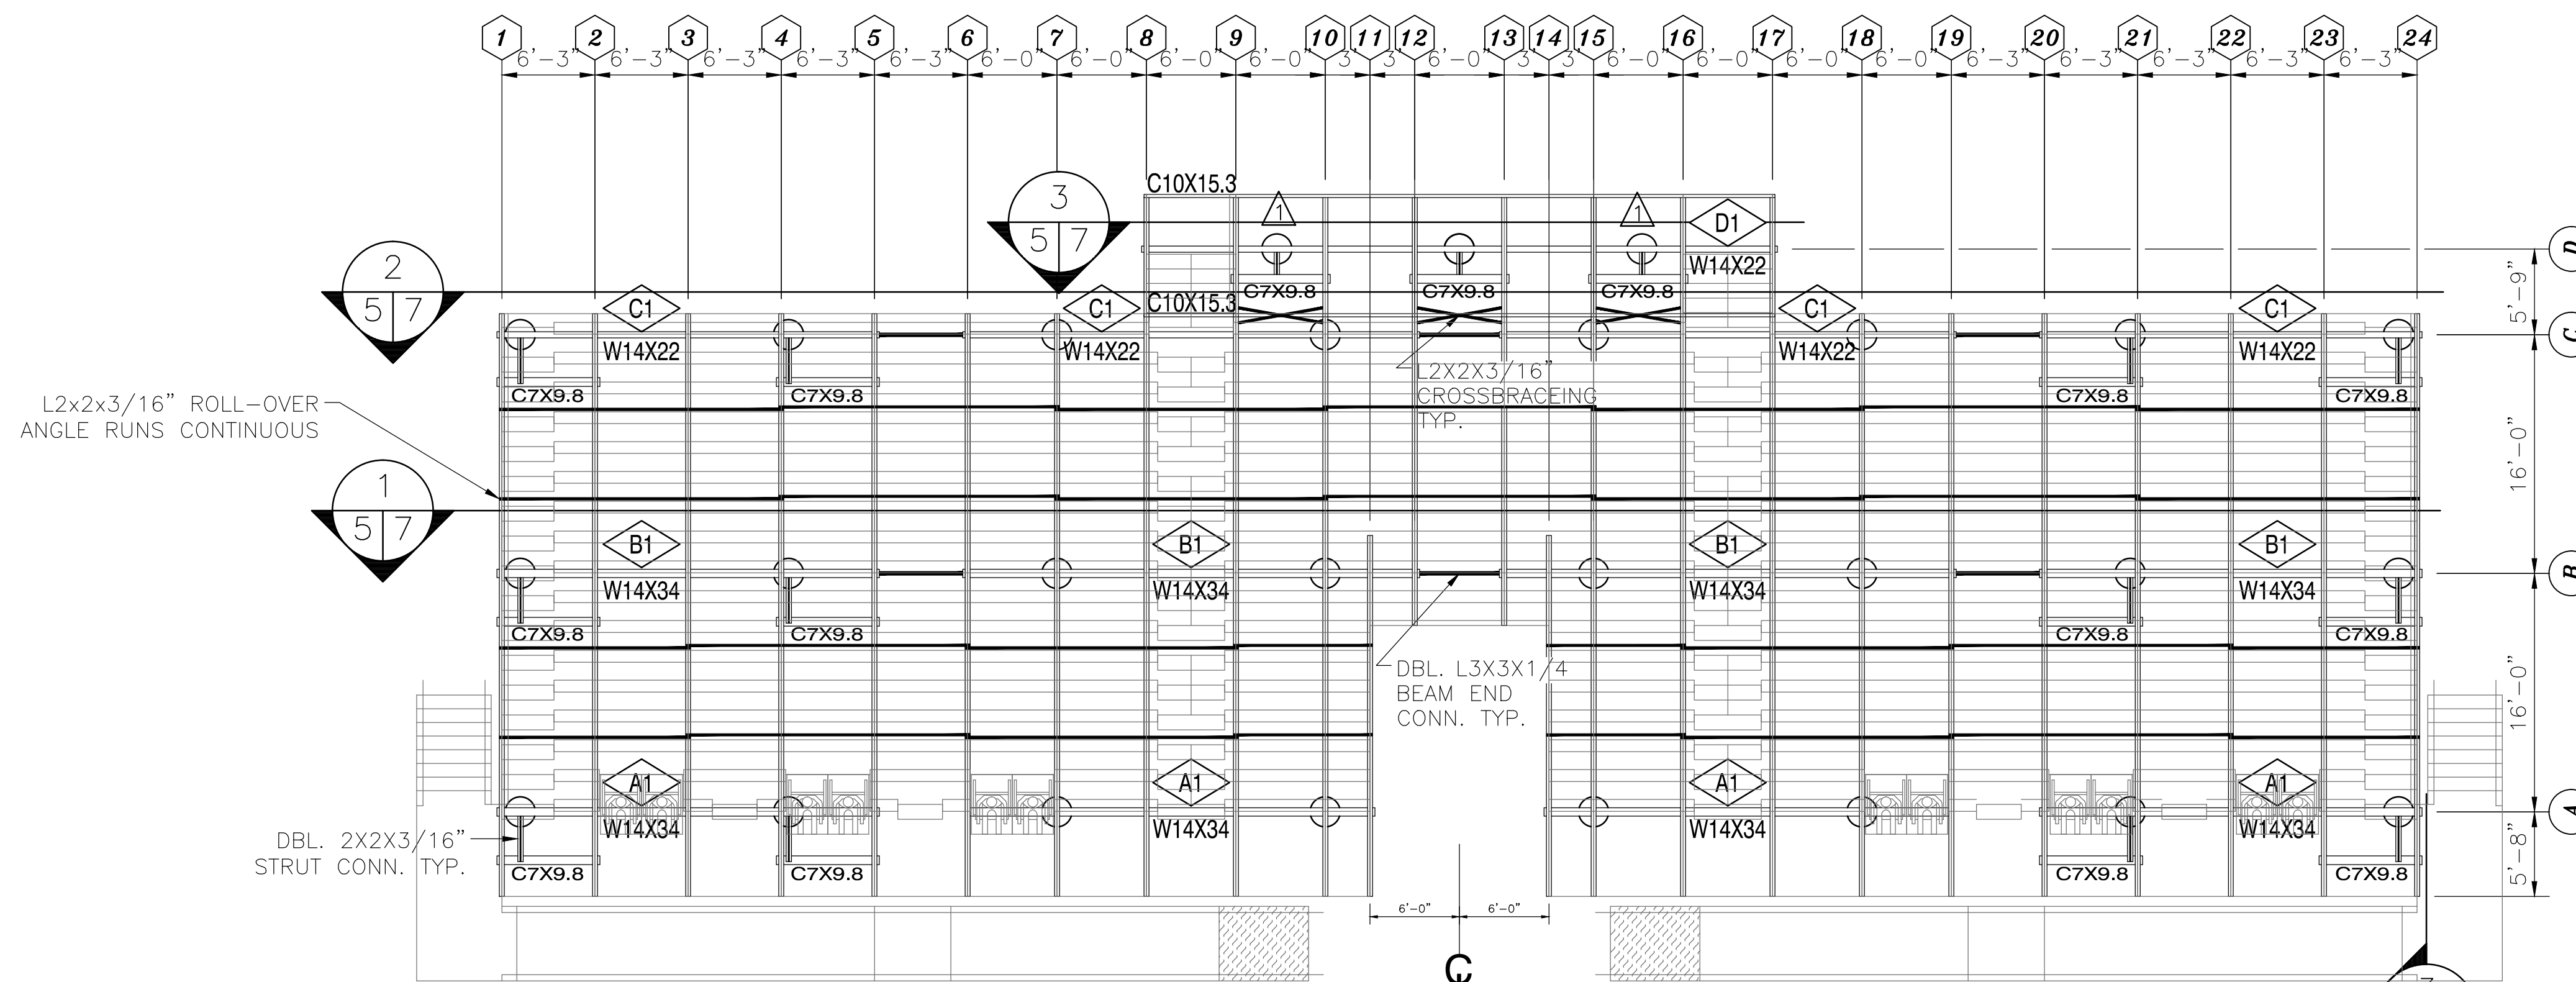 1 2 3 4 5 6 7 8 9 10 11 12 13 14 15 16 17 18 19 20 21 22 23 24
6'-3" 6'-3" 6'-3" 6'-3" 6'-3" 6'-0" 6'-0" 6'-0" 6'-0" 3' 3' 6'-0" 3' 3' 6'-0" 6'-0" 6'-0" 6'-0" 6'-3" 6'-3" 6'-3" 6'-3" 6'-3"
C10X15.3
3
5 7
1
1
D1
D
W14X22
2
5 7
C7X9.8 C7X9.8 C7X9.8
5'-9"
C1 C1 C10X15.3 C1 C1
W14X22 W14X22 W14X22 W14X22
C
L2X2X3/16"
CROSSBRACEING
TYP.
C7X9.8 C7X9.8 C7X9.8 C7X9.8
L2x2x3/16" ROLL-OVER
ANGLE RUNS CONTINUOUS
16'-0"
1
5 7
B1 B1 B1 B1
W14X34 W14X34 W14X34 W14X34
B
C7X9.8 C7X9.8 C7X9.8 C7X9.8
DBL. L3X3X1/4
BEAM END
CONN. TYP.
16'-0"
A1 A1 A1 A1
W14X34 W14X34 W14X34 W14X34
A
DBL. 2X2X3/16"
STRUT CONN. TYP.
C7X9.8 C7X9.8 C7X9.8 C7X9.8
5'-8"
6'-0" 6'-0"